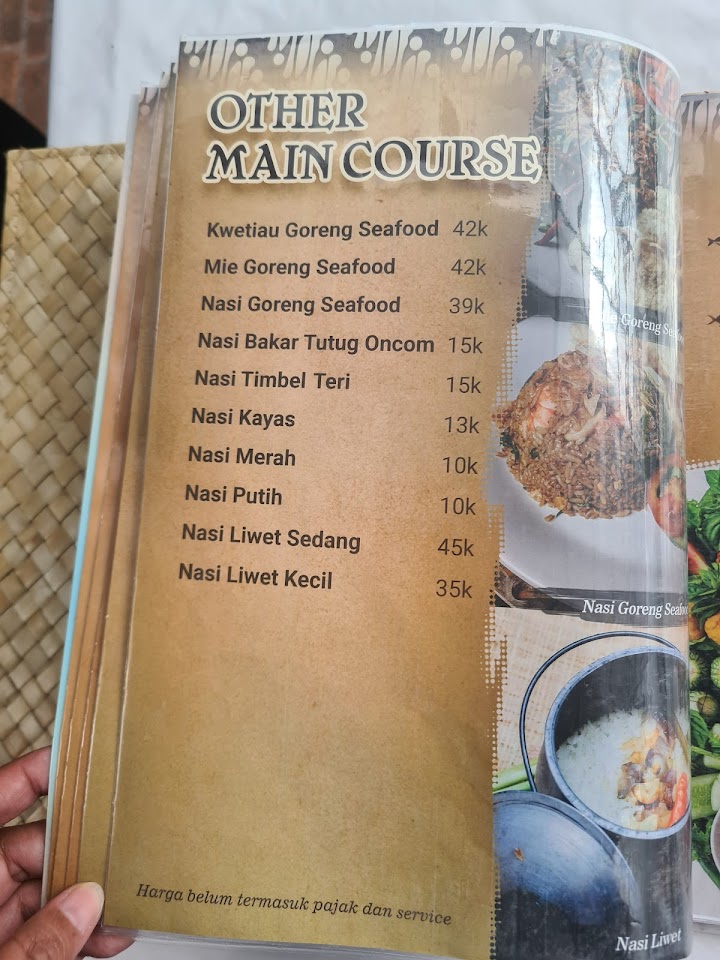 OTHER
MAIN COURSE
Kwetiau Goreng Seafood 42k
Mie Goreng Seafood 42k
Nasi Goreng Seafood 39k
Nasi Bakar Tutug Oncom 15k
Nasi Timbel Teri 15k
Nasi Kayas 13k
Nasi Merah 10k
Nasi Putih 10k
Nasi Liwet Sedang 45k
Nasi Liwet Kecil 35k
Goreng
Nasi Goreng
Nasi Liwet
Harga belum termasuk pajak dan service